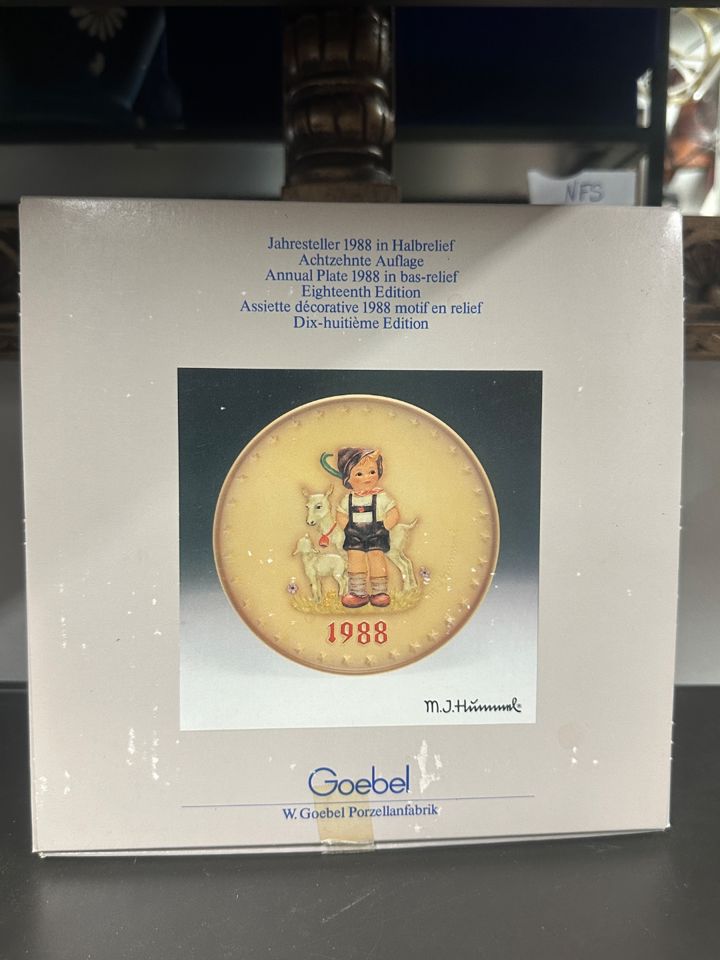 NFS
Jahresteller 1988 in Halbrelief
Achtzehnte Auflage
Annual Plate 1988 in bas-relief
Eighteenth Edition
Assiette décorative 1988 motif en relief
Dix-huitième Edition
1988
M.J.Hümmel®
Goebel
W. Goebel Porzellanfabrik